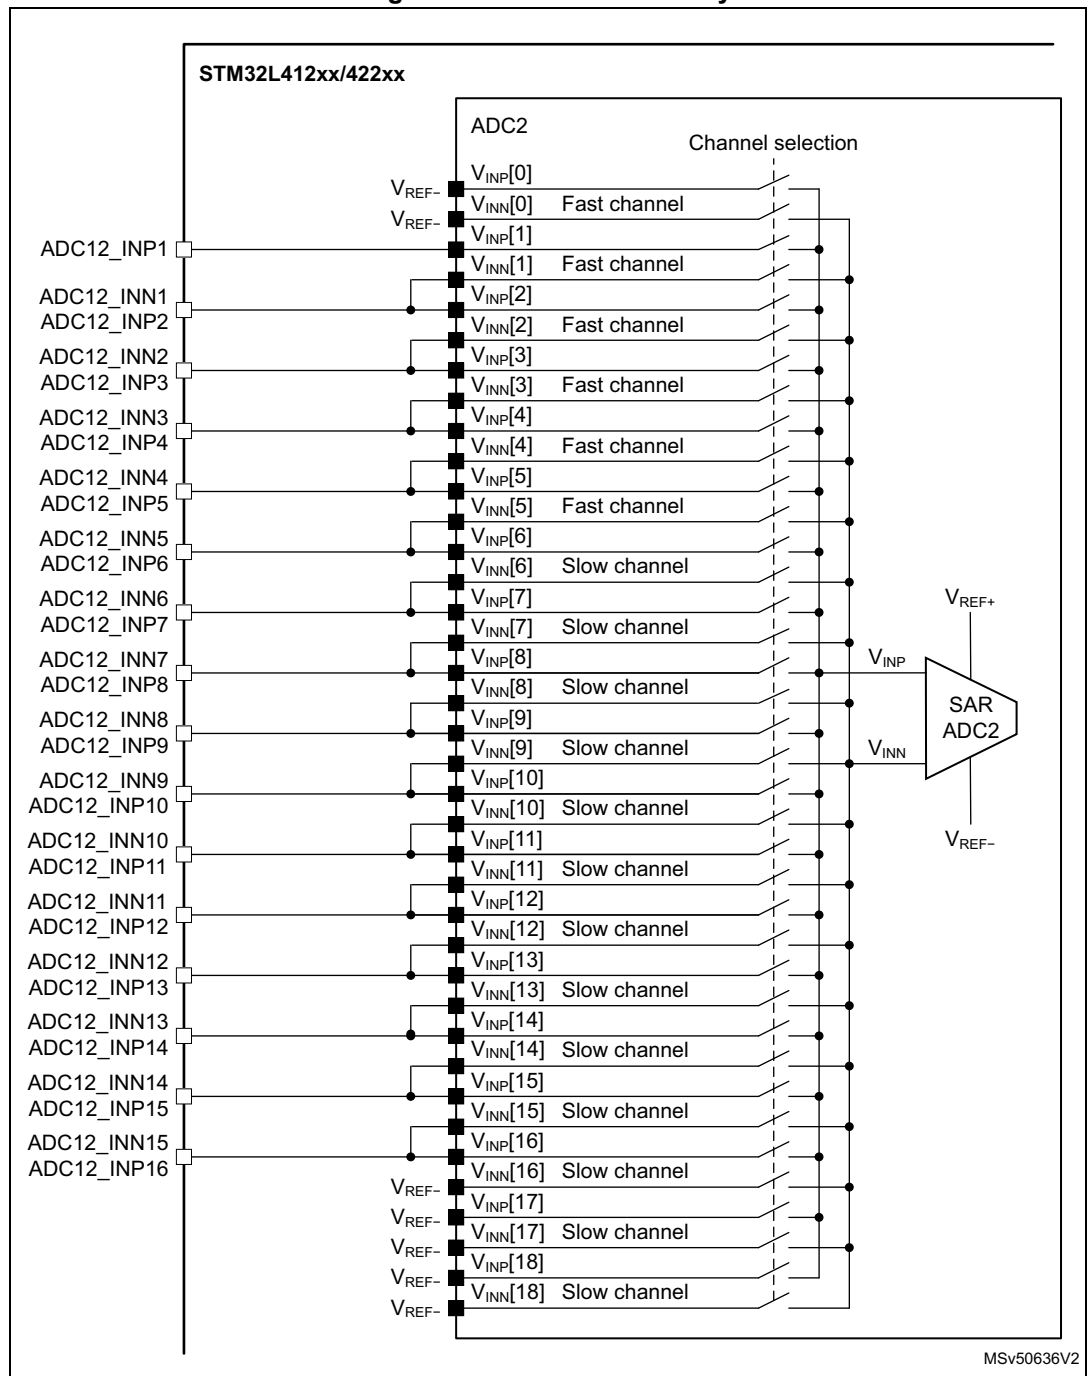 STM32L412xx/422xx
ADC2
Channel selection
VREF- VINP[0]
VREF- VINN[0] Fast channel
ADC12_INP1 VINP[1]
VINN[1] Fast channel
ADC12_INN1
ADC12_INP2 VINP[2]
VINN[2] Fast channel
ADC12_INN2
ADC12_INP3 VINP[3]
VINN[3] Fast channel
ADC12_INN3
ADC12_INP4 VINP[4]
VINN[4] Fast channel
ADC12_INN4
ADC12_INP5 VINP[5]
VINN[5] Fast channel
ADC12_INN5
ADC12_INP6 VINP[6]
VINN[6] Slow channel
ADC12_INN6
ADC12_INP7 VINP[7]
VINN[7] Slow channel
ADC12_INN7
ADC12_INP8 VINP[8]
VINN[8] Slow channel
ADC12_INN8
ADC12_INP9 VINP[9]
VINN[9] Slow channel
ADC12_INN9
ADC12_INP10 VINP[10]
VINN[10] Slow channel
ADC12_INN10
ADC12_INP11 VINP[11]
VINN[11] Slow channel
ADC12_INN11
ADC12_INP12 VINP[12]
VINN[12] Slow channel
ADC12_INN12
ADC12_INP13 VINP[13]
VINN[13] Slow channel
ADC12_INN13
ADC12_INP14 VINP[14]
VINN[14] Slow channel
ADC12_INN14
ADC12_INP15 VINP[15]
VINN[15] Slow channel
ADC12_INN15
ADC12_INP16 VINP[16]
VREF- VINN[16] Slow channel
VREF- VINP[17]
VREF- VINN[17] Slow channel
VREF- VINP[18]
VREF- VINN[18] Slow channel
VREF+
VINP
SAR
ADC2
VINN
VREF-
MSv50636V2